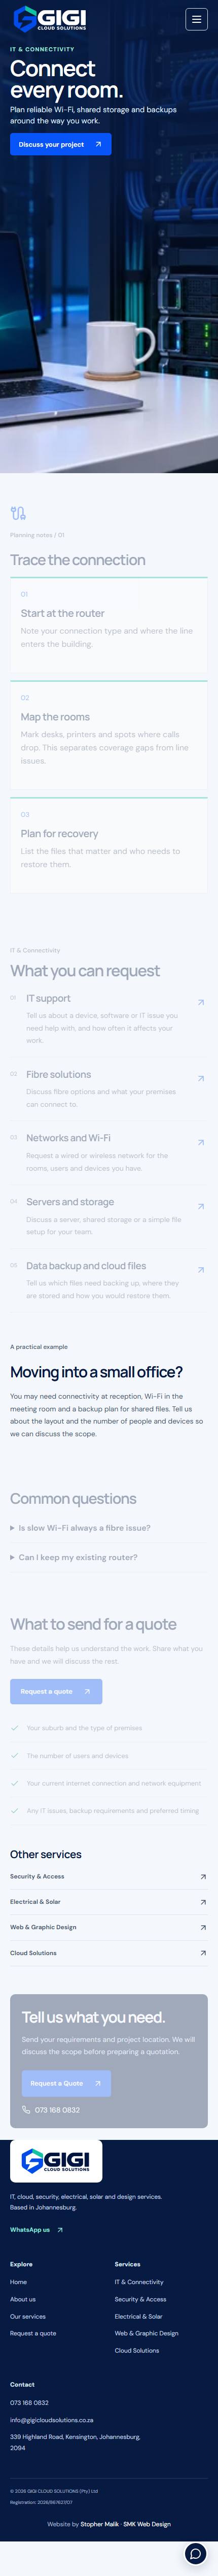 GIGI
CLOUD SOLUTIONS
IT & CONNECTIVITY
Connect
every room.
Plan reliable Wi-Fi, shared storage and backups
around the way you work.
Discuss your project
Planning notes / 01
Trace the connection
01
Start at the router
Note your connection type and where the line
enters the building.
02
Map the rooms
Mark desks, printers and spots where calls
drop. This separates coverage gaps from line
issues.
03
Plan for recovery
List the files that matter and who needs to
restore them.
IT & Connectivity
What you can request
01
IT support
Tell us about a device, software or IT issue you
need help with, and how often it affects your
work.
02
Fibre solutions
Discuss fibre options and what your premises
can connect to.
03
Networks and Wi-Fi
Request a wired or wireless network for the
rooms, users and devices you have.
04
Servers and storage
Discuss a server, shared storage or a simple file
setup for your team.
05
Data backup and cloud files
Tell us which files need backing up, where they
are stored and how you would restore them.
A practical example
Moving into a small office?
You may need connectivity at reception, Wi-Fi in the
meeting room and a backup plan for shared files. Tell us
about the layout and the number of people and devices so
we can discuss the scope.
Common questions
Is slow Wi-Fi always a fibre issue?
Can I keep my existing router?
What to send for a quote
These details help us understand the work. Share what you
have and we will discuss the rest.
Request a quote
Your suburb and the type of premises
The number of users and devices
Your current internet connection and network equipment
Any IT issues, backup requirements and preferred timing
Other services
Security & Access
Electrical & Solar
Web & Graphic Design
Cloud Solutions
Tell us what you need.
Send your requirements and project location. We will
discuss the scope before preparing a quotation.
Request a Quote
073 168 0832
GIGI
CLOUD SOLUTIONS
IT, cloud, security, electrical, solar and design services.
Based in Johannesburg.
WhatsApp us
Explore
Home
About us
Our services
Request a quote
Services
IT & Connectivity
Security & Access
Electrical & Solar
Web & Graphic Design
Cloud Solutions
Contact
073 168 0832
info@gigicloudsolutions.co.za
339 Highland Road, Kensington, Johannesburg,
2094
© 2026 GIGI CLOUD SOLUTIONS (Pty) Ltd
Website by Stopher Malik · SMK Web Design